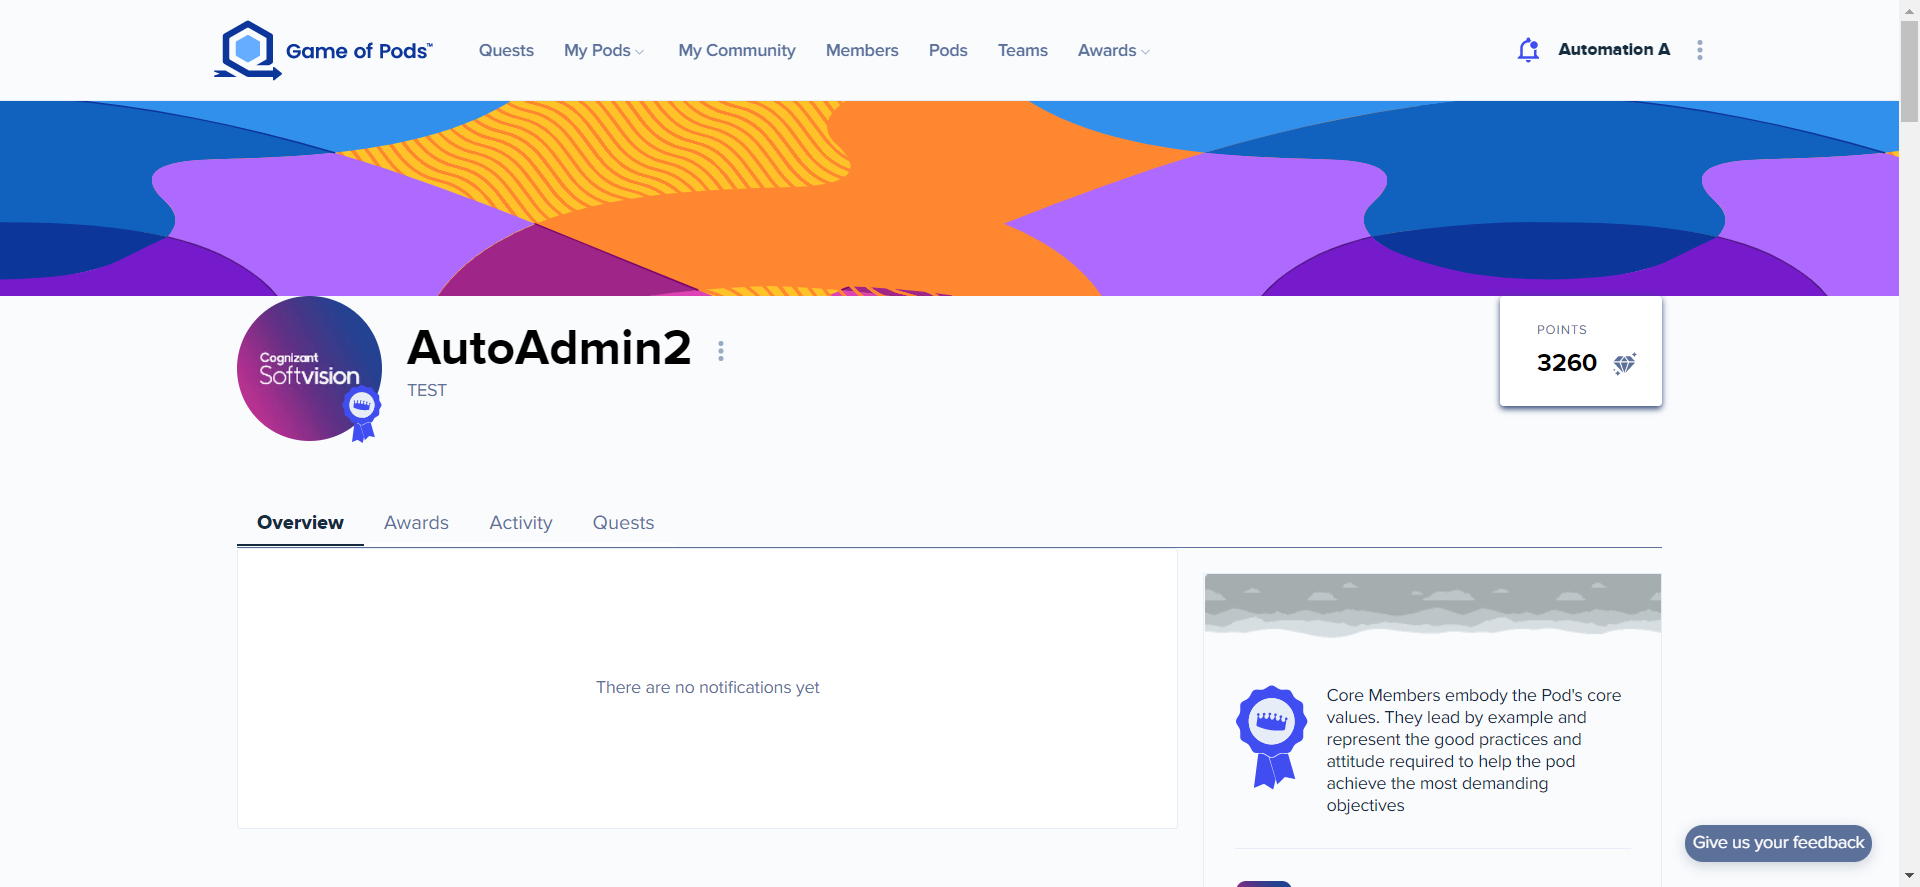 Game of Pods™
Quests
My Pods
My Community
Members
Pods
Teams
Awards
Automation A
Cognizant
Softvision
AutoAdmin2
TEST
POINTS
3260
Overview
Awards
Activity
Quests
There are no notifications yet
Core Members embody the Pod's core
values. They lead by example and
represent the good practices and
attitude required to help the pod
achieve the most demanding
objectives
Give us your feedback